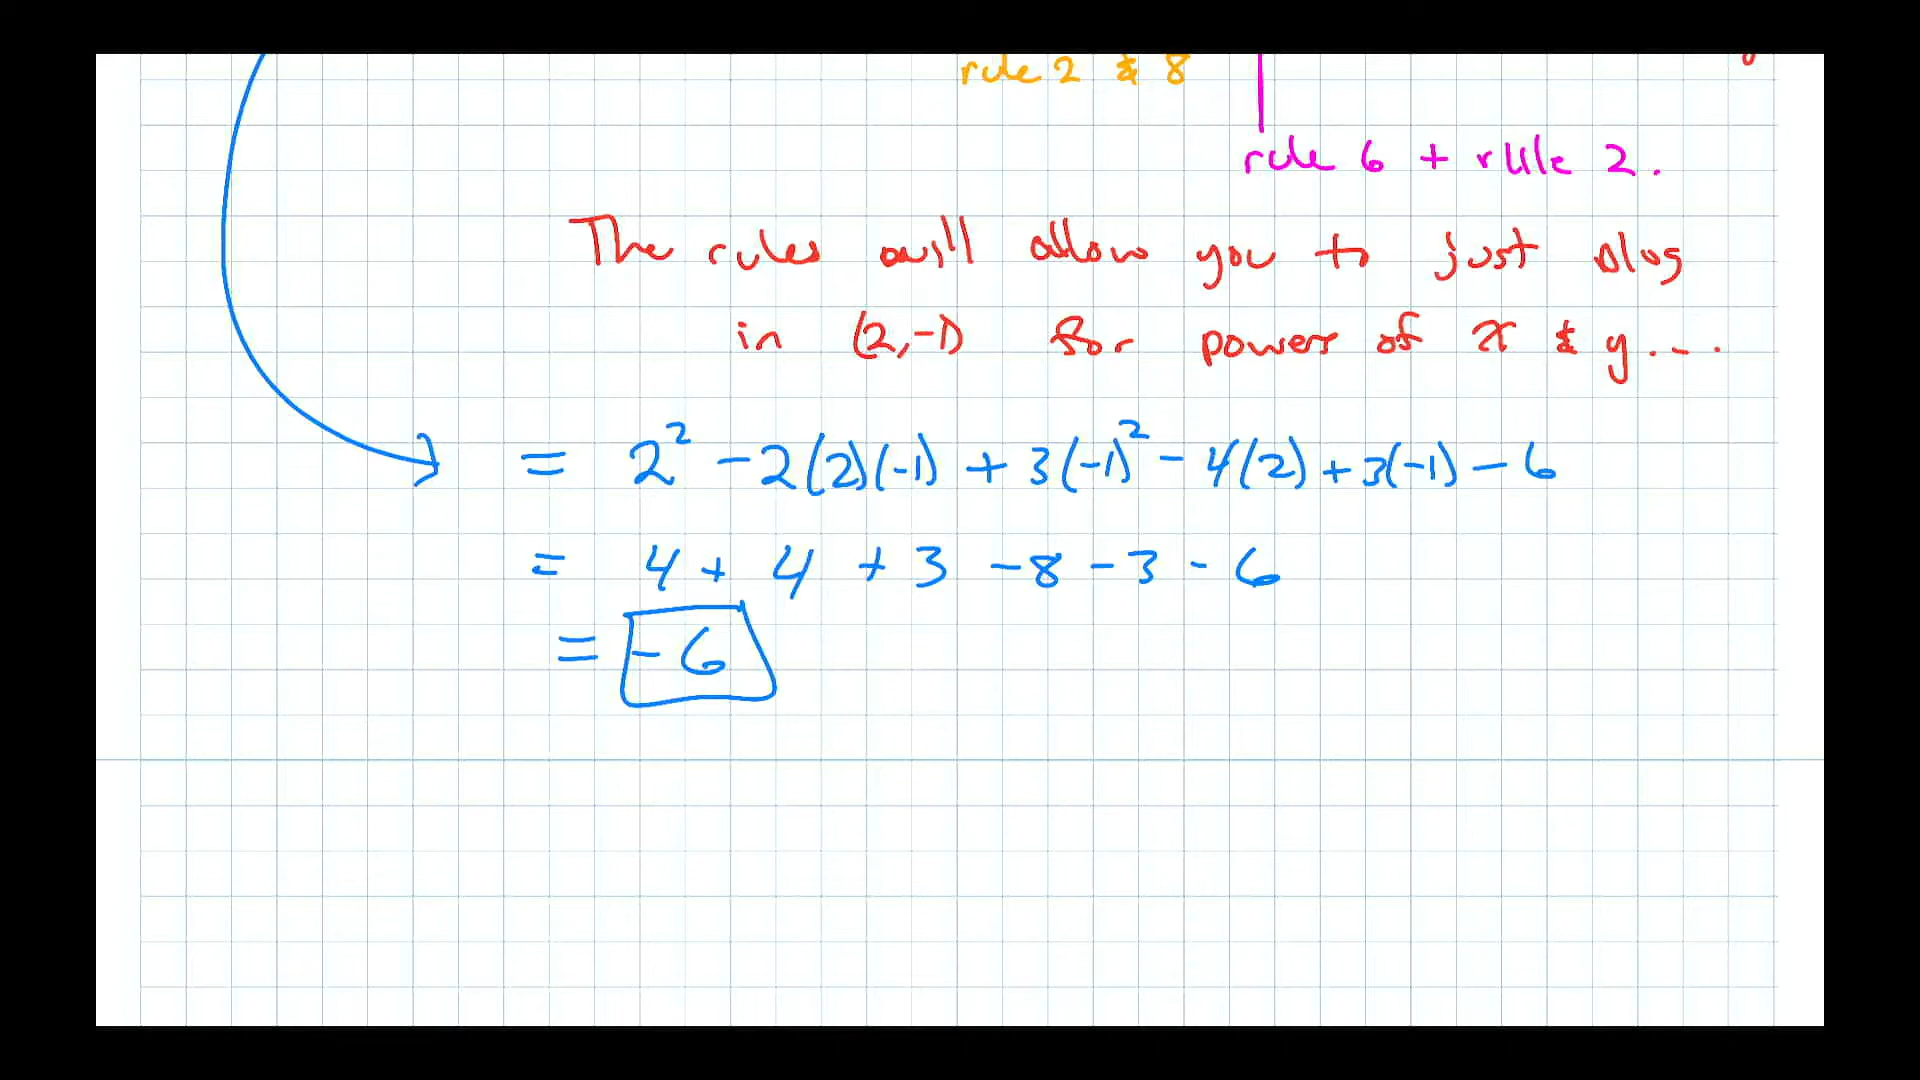 rule 2 & 8
rule 6 + rule 2.
The rules will allow you to just plug
in (2,-1) for powers of x & y...
= 2² - 2(2)(-1) + 3(-1)² - 4(2) + 3(-1) - 6
= 4 + 4 + 3 - 8 - 3 - 6
= -6